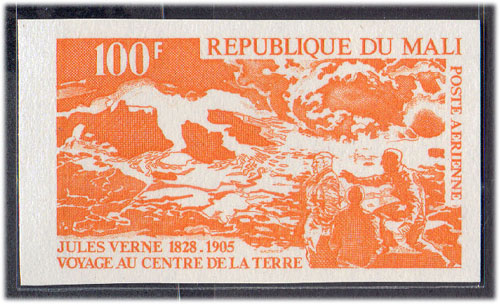 100F
REPUBLIQUE DU MALI
POSTE AERIENNE
JULES VERNE 1828.1905
VOYAGE AU CENTRE DE LA TERRE